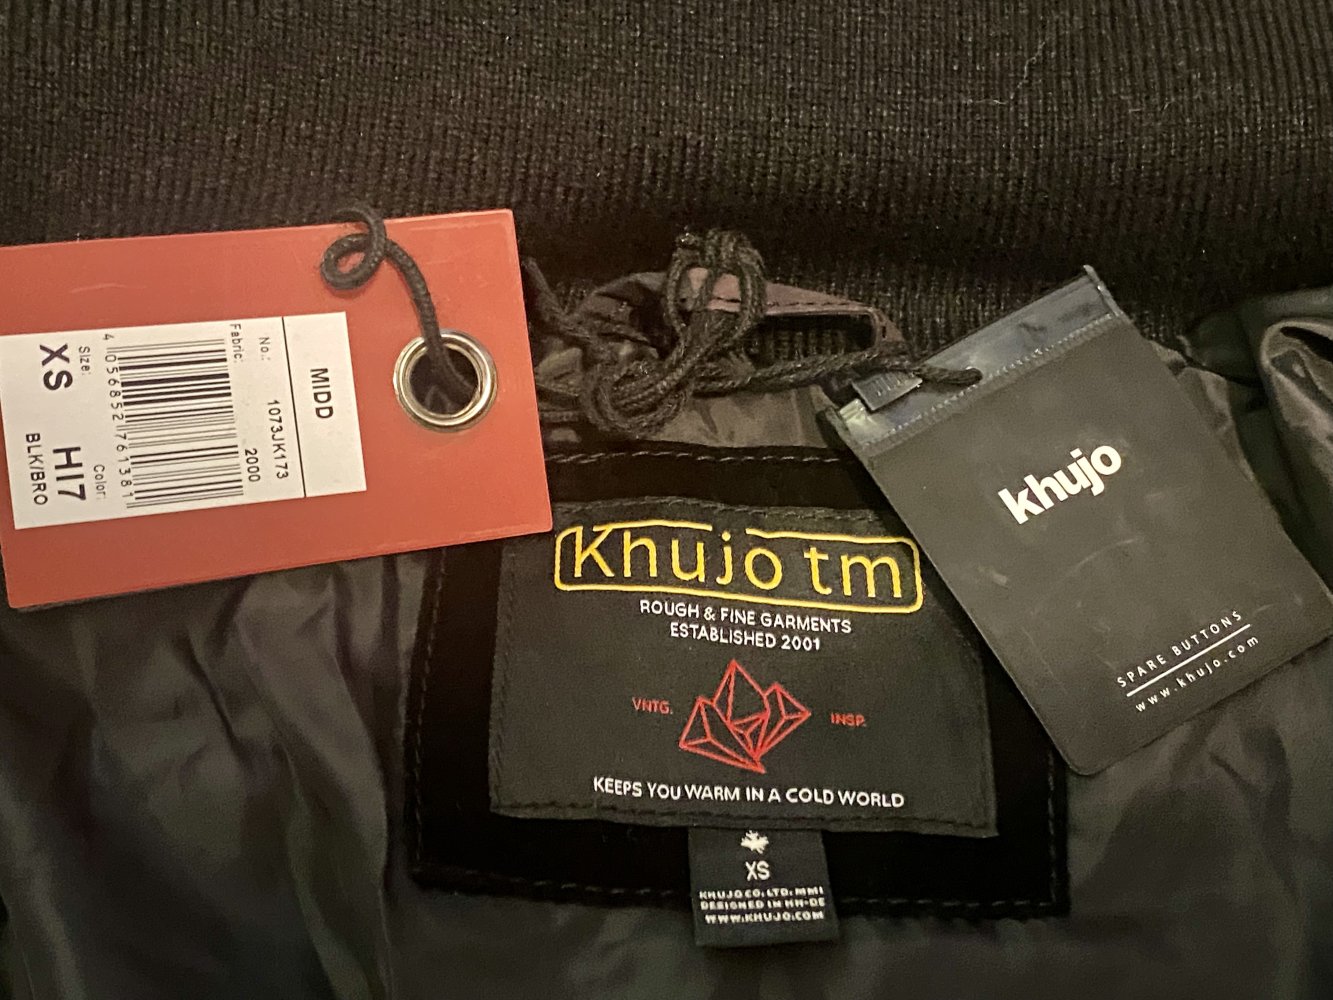 MIDD
No.:
1073JK173
Fabric:
2000
4 056852 761381
Size:
XS
Color:
HI7
BLK/BRO
khujo
SPARE BUTTONS
www.khujo.com
Khujo tm
ROUGH & FINE GARMENTS
ESTABLISHED 2001
VNTG. INSP.
KEEPS YOU WARM IN A COLD WORLD
XS
KHUJO CO. LTD. MMI
DESIGNED IN HH-DE
WWW.KHUJO.COM